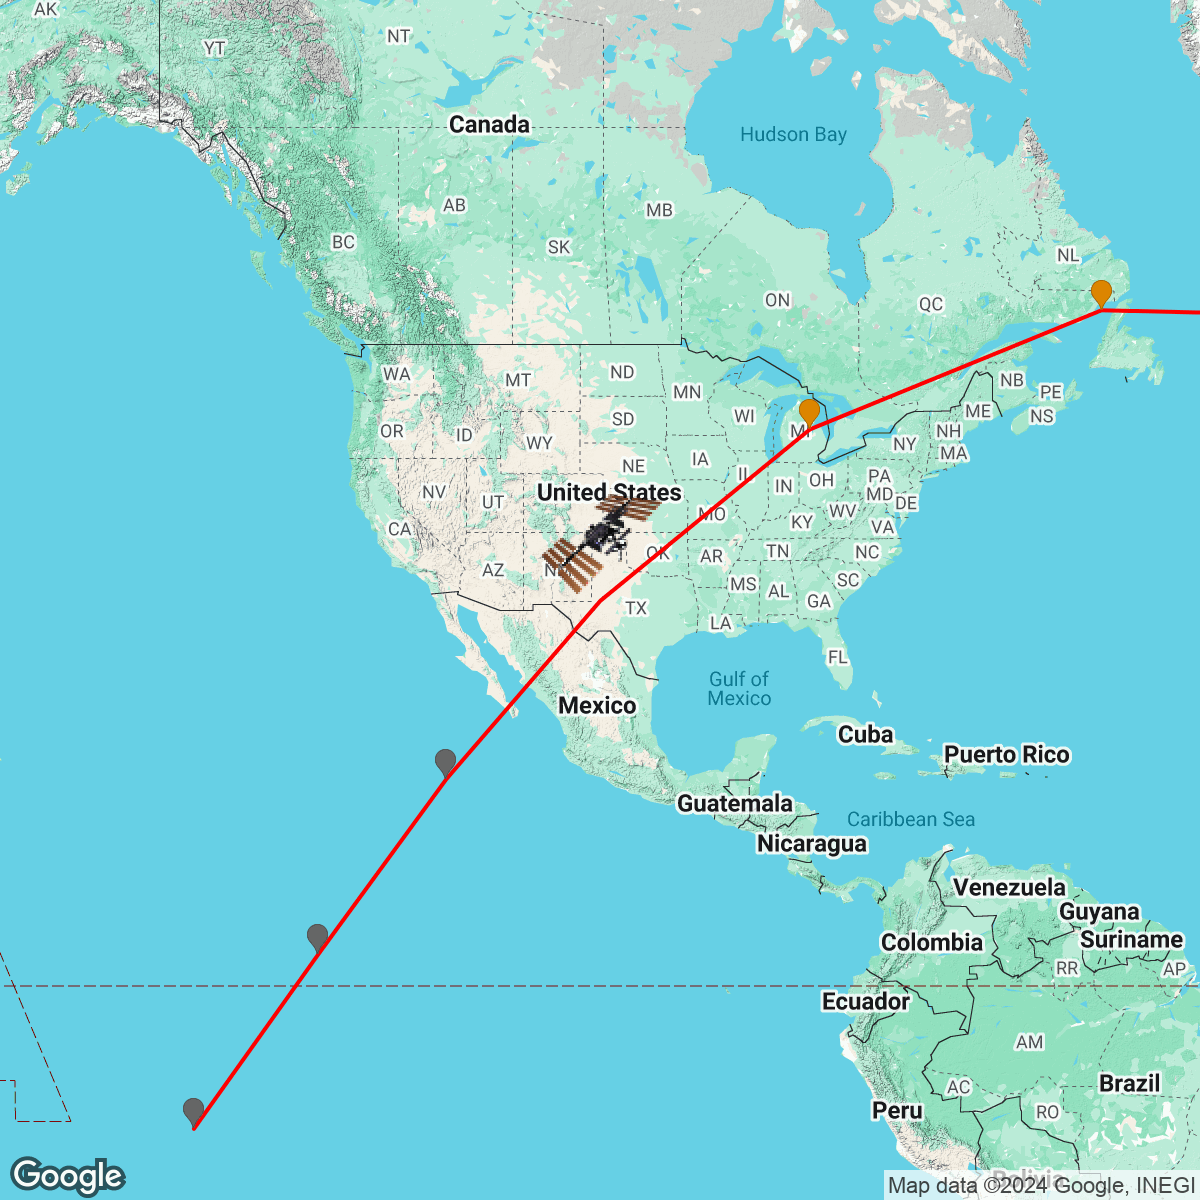 AK
YT
NT
Canada
Hudson Bay
AB
MB
BC
SK
NL
ON
QC
WA
MT
ND
MN
NB
PE
OR
ID
SD
WI
MI
ME
NS
WY
NH
NY
MA
NE
IA
NV
UT
United States
IL
IN
OH
PA
MD
DE
CA
MO
KY
WV
VA
AZ
NM
OK
AR
TN
NC
MS
AL
SC
GA
TX
LA
FL
Gulf of
Mexico
Mexico
Cuba
Puerto Rico
Guatemala
Caribbean Sea
Nicaragua
Venezuela
Guyana
Colombia
Suriname
RR
AP
Ecuador
AM
AC
Brazil
Peru
RO
Bolivia
Google
Map data ©2024 Google, INEGI